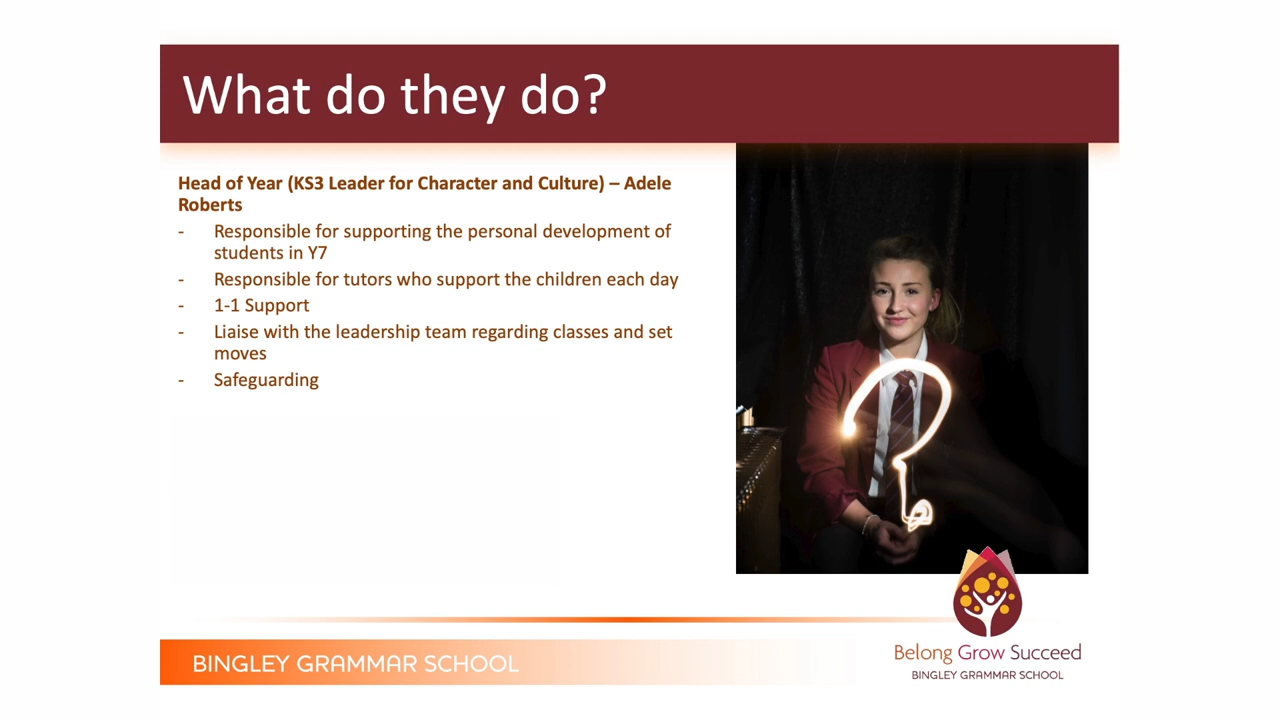 What do they do?
Head of Year (KS3 Leader for Character and Culture) – Adele
Roberts
- Responsible for supporting the personal development of
students in Y7
- Responsible for tutors who support the children each day
- 1-1 Support
- Liaise with the leadership team regarding classes and set
moves
- Safeguarding
BINGLEY GRAMMAR SCHOOL
Belong Grow Succeed
BINGLEY GRAMMAR SCHOOL